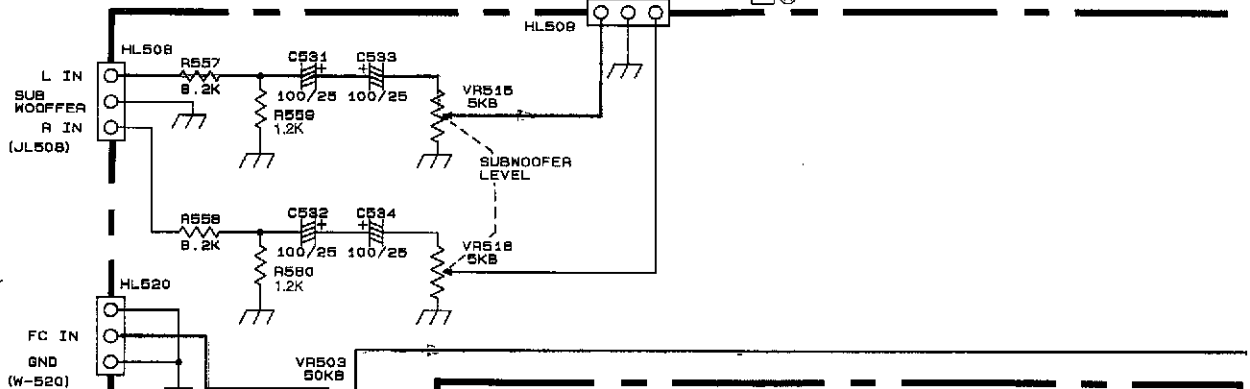 HL509
HL508
L IN
SUB
WOOFFER
R IN
(JL508)
R557
8.2K
C531
+
100/25
C533
+
100/25
R559
1.2K
VR515
5KB
SUBWOOFER
LEVEL
R558
8.2K
C532
+
100/25
C534
+
100/25
R560
1.2K
VR516
5KB
HL520
FC IN
GND
(W-520)
VR503
50KB